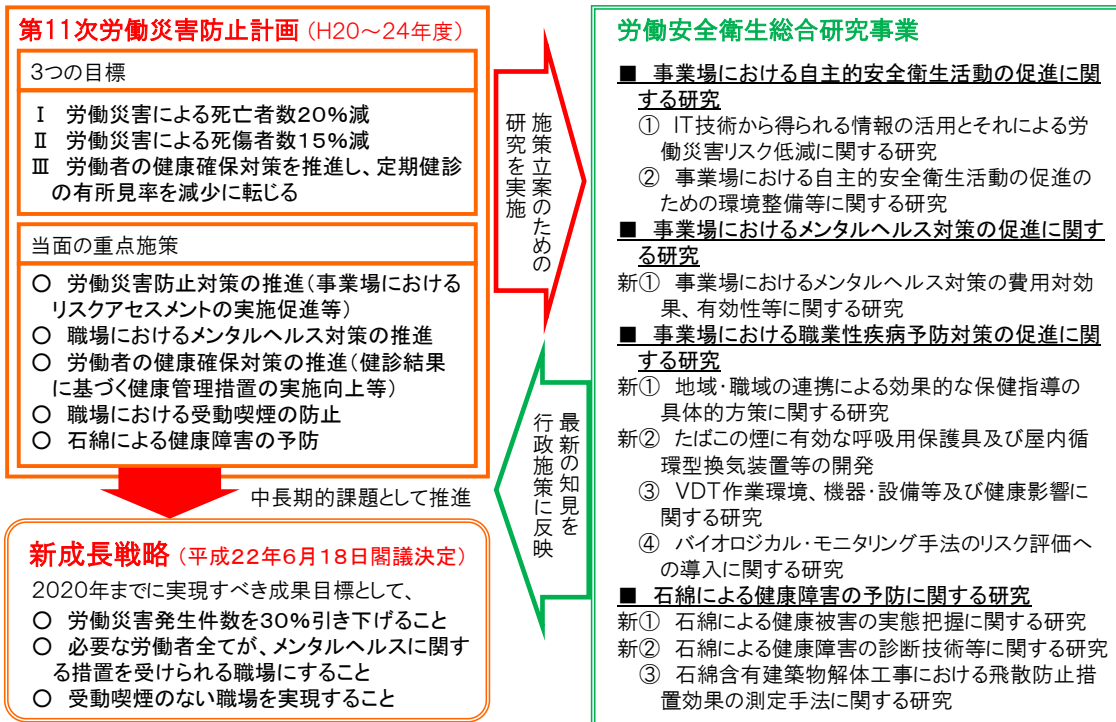 第11次労働災害防止計画 (H20～24年度)
3つの目標
Ⅰ 労働災害による死亡者数20%減
Ⅱ 労働災害による死傷者数15%減
Ⅲ 労働者の健康確保対策を推進し、定期健診
の有所見率を減少に転じる
当面の重点施策
○ 労働災害防止対策の推進(事業場における
リスクアセスメントの実施促進等)
○ 職場におけるメンタルヘルス対策の推進
○ 労働者の健康確保対策の推進(健診結果
に基づく健康管理措置の実施向上等)
○ 職場における受動喫煙の防止
○ 石綿による健康障害の予防
中長期的課題として推進
新成長戦略 (平成22年6月18日閣議決定)
2020年までに実現すべき成果目標として、
○ 労働災害発生件数を30%引き下げること
○ 必要な労働者全てが、メンタルヘルスに関す
る措置を受けられる職場にすること
○ 受動喫煙のない職場を実現すること
施策立案のための
研究を実施
最新の知見を
行政施策に反映
労働安全衛生総合研究事業
■ 事業場における自主的安全衛生活動の促進に関
する研究
① IT技術から得られる情報の活用とそれによる労
働災害リスク低減に関する研究
② 事業場における自主的安全衛生活動の促進の
ための環境整備等に関する研究
■ 事業場におけるメンタルヘルス対策の促進に関す
る研究
新① 事業場におけるメンタルヘルス対策の費用対効
果、有効性等に関する研究
■ 事業場における職業性疾病予防対策の促進に関
する研究
新① 地域・職域の連携による効果的な保健指導の
具体的方策に関する研究
新② たばこの煙に有効な呼吸用保護具及び屋内循
環型換気装置等の開発
③ VDT作業環境、機器・設備等及び健康影響に
関する研究
④ バイオロジカル・モニタリング手法のリスク評価へ
の導入に関する研究
■ 石綿による健康障害の予防に関する研究
新① 石綿による健康被害の実態把握に関する研究
新② 石綿による健康障害の診断技術等に関する研究
③ 石綿含有建築物解体工事における飛散防止措
置効果の測定手法に関する研究